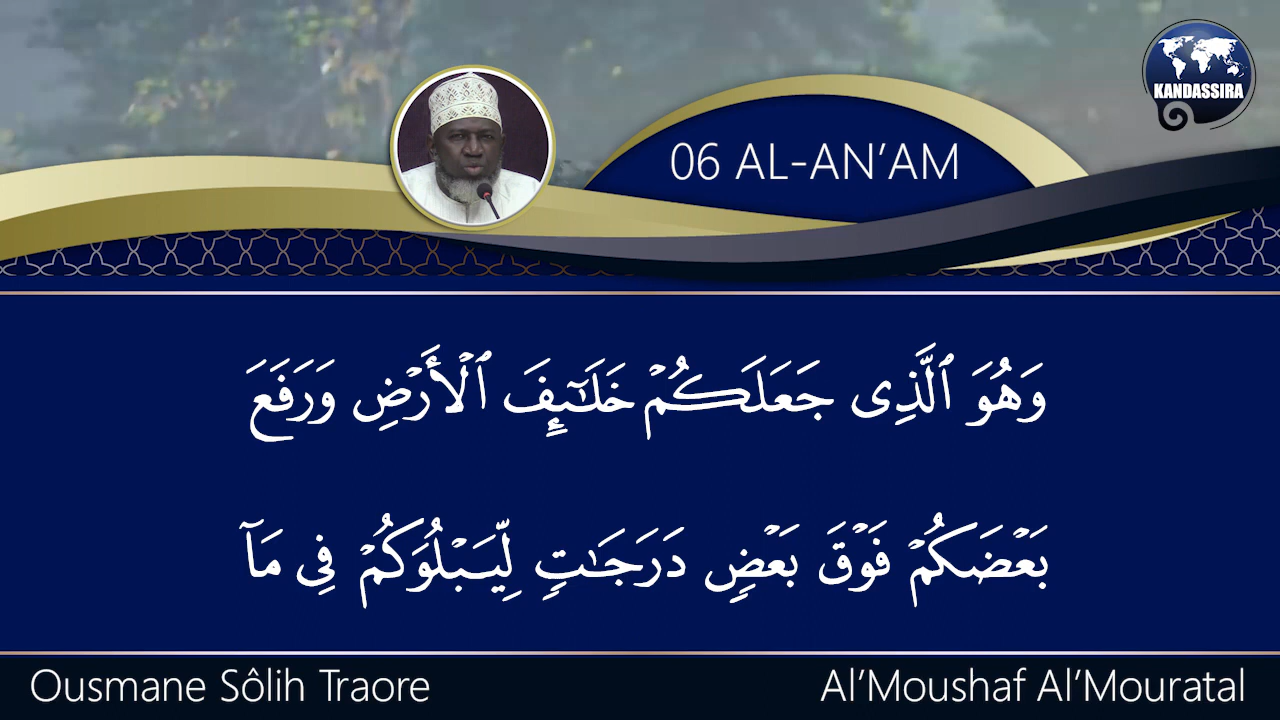 KANDASSIRA
06 AL-AN’AM
وَهُوَ ٱلَّذِى جَعَلَكُمْ خَلَـٰٓئِفَ ٱلْأَرْضِ وَرَفَعَ
بَعْضَكُمْ فَوْقَ بَعْضٍ دَرَجَـٰتٍ لِّيَبْلُوَكُمْ فِى مَآ
Ousmane Sôlih Traore
Al’Moushaf Al’Mouratal